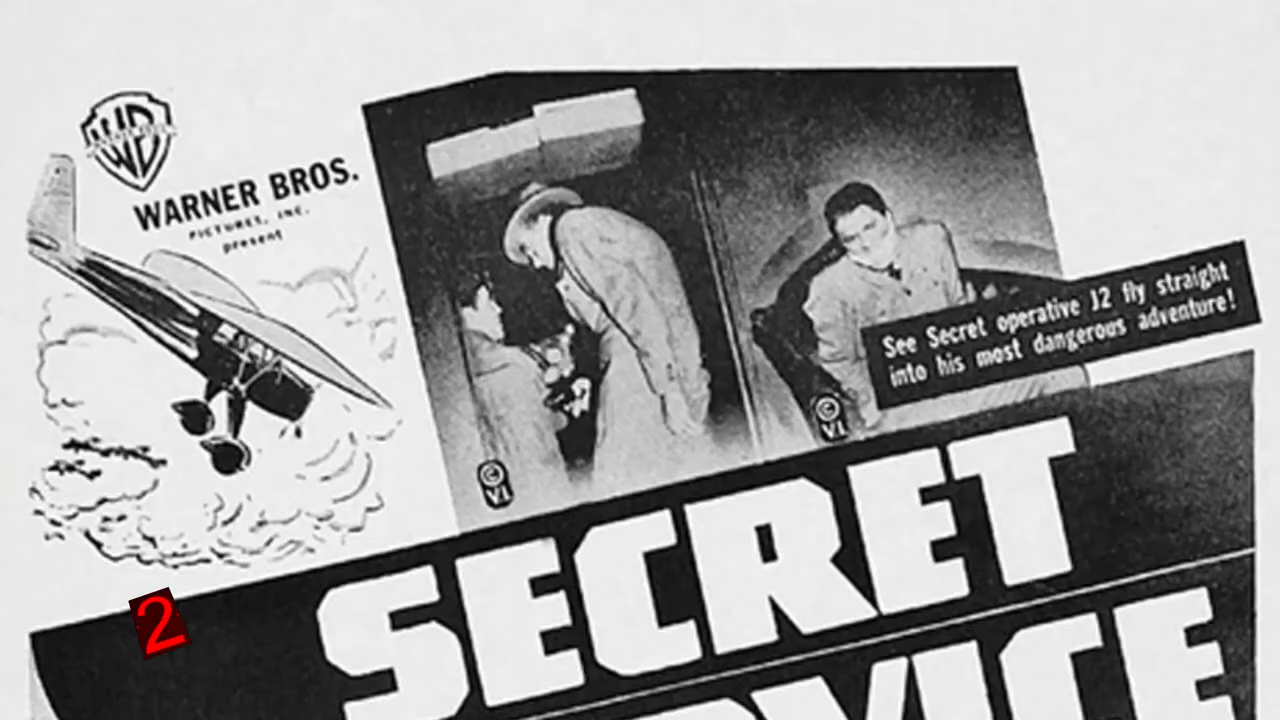 WB
WARNER BROS.
PICTURES, INC.
present
See Secret operative J2 fly straight
into his most dangerous adventure!
©
V.I.
©
V.I.
SECRET
2